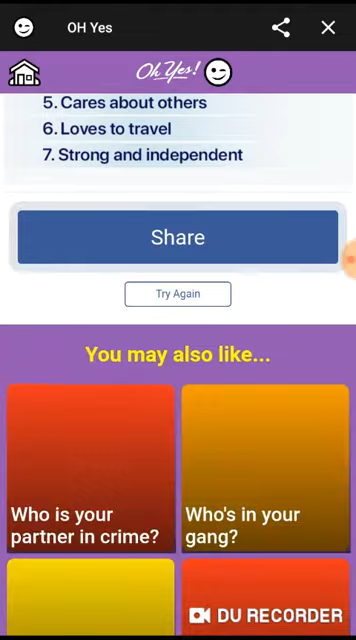 OH Yes
Oh Yes!
5. Cares about others
6. Loves to travel
7. Strong and independent
Share
Try Again
You may also like...
Who is your
partner in crime?
Who's in your
gang?
DU RECORDER